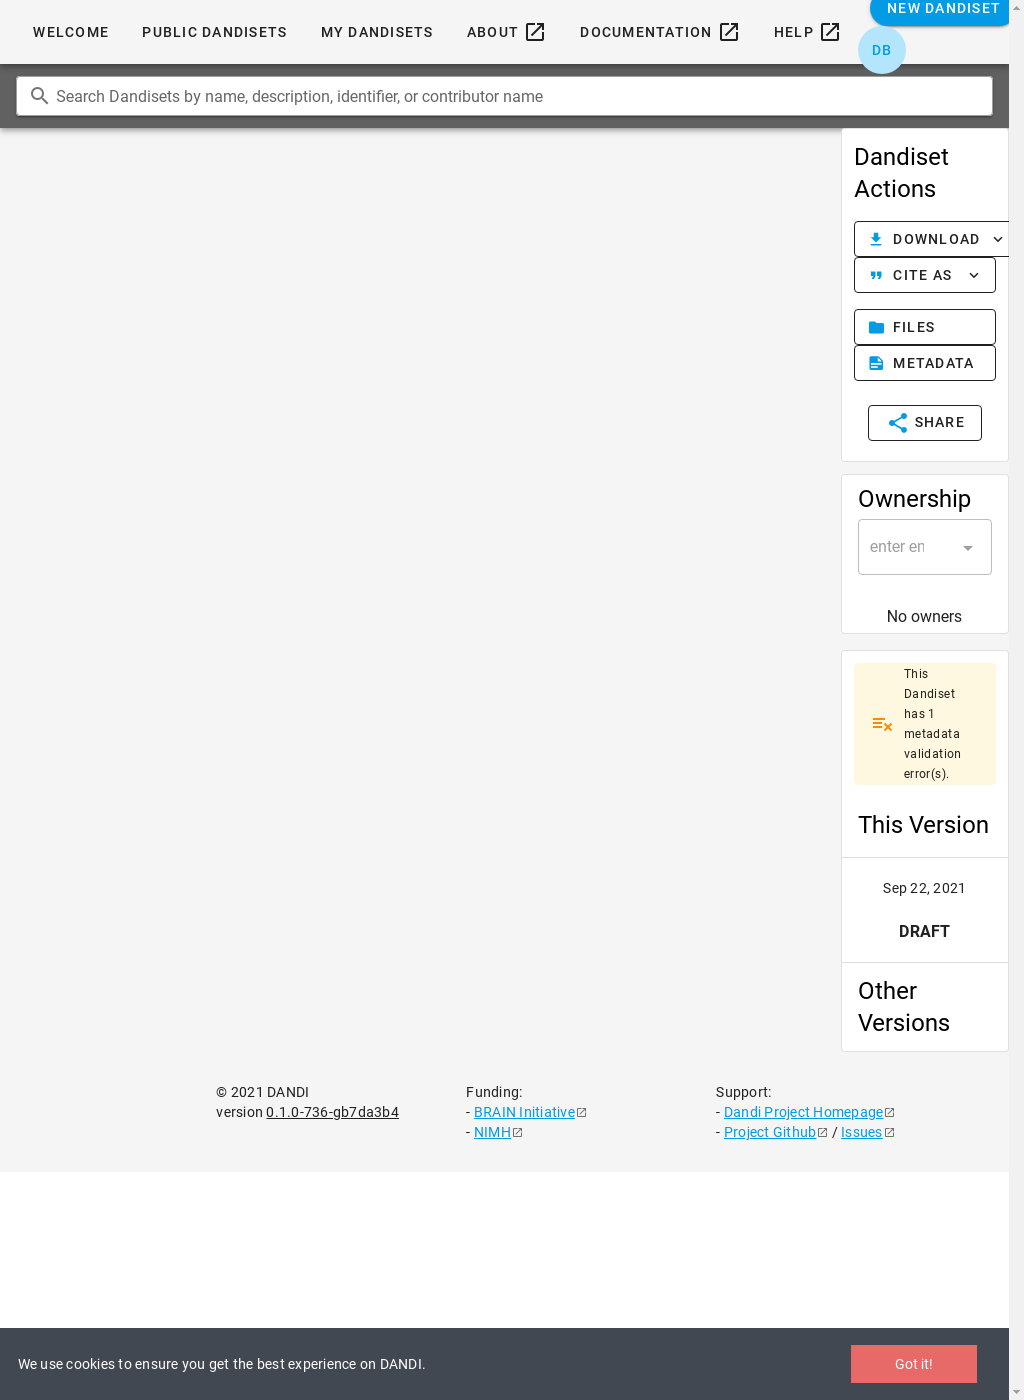 WELCOME PUBLIC DANDISETS MY DANDISETS ABOUT DOCUMENTATION HELP NEW DANDISET
DB
Search Dandisets by name, description, identifier, or contributor name
Dandiset
Actions
DOWNLOAD
CITE AS
FILES
METADATA
SHARE
Ownership
enter en
No owners
This
Dandiset
has 1
metadata
validation
error(s).
This Version
Sep 22, 2021
DRAFT
Other
Versions
© 2021 DANDI
version 0.1.0-736-gb7da3b4
Funding:
- BRAIN Initiative
- NIMH
Support:
- Dandi Project Homepage
- Project Github / Issues
We use cookies to ensure you get the best experience on DANDI.
Got it!